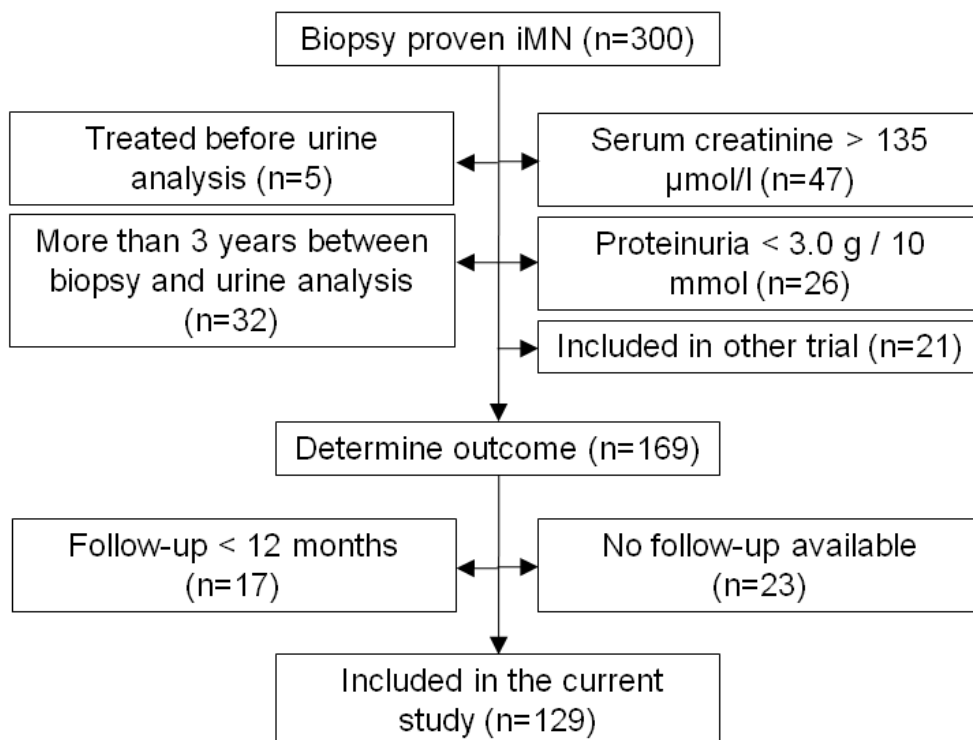 Biopsy proven iMN (n=300)
Treated before urine
analysis (n=5)
Serum creatinine > 135
µmol/l (n=47)
More than 3 years between
biopsy and urine analysis
(n=32)
Proteinuria < 3.0 g / 10
mmol (n=26)
Included in other trial (n=21)
Determine outcome (n=169)
Follow-up < 12 months
(n=17)
No follow-up available
(n=23)
Included in the current
study (n=129)